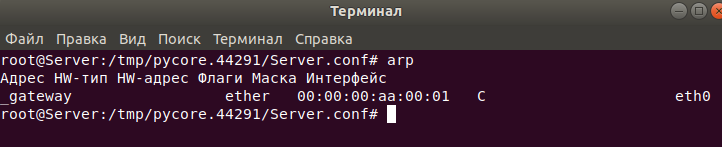 Терминал
Файл Правка Вид Поиск Терминал Справка
root@Server:/tmp/pycore.44291/Server.conf# arp
Адрес HW-тип HW-адрес Флаги Маска Интерфейс
_gateway ether 00:00:00:aa:00:01 C eth0
root@Server:/tmp/pycore.44291/Server.conf#